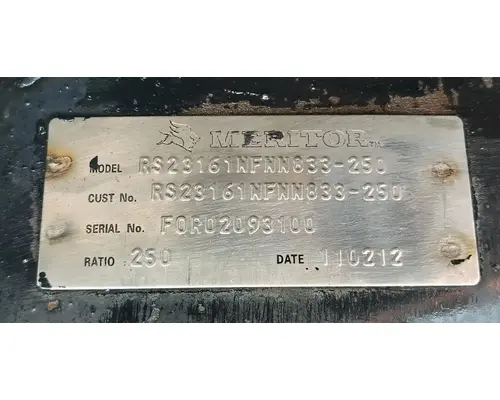 MERITOR
MODEL RS23161NFNN833-250
CUST No. RS23161NFNN833-250
SERIAL No. FOR02093100
RATIO 250 DATE 110212